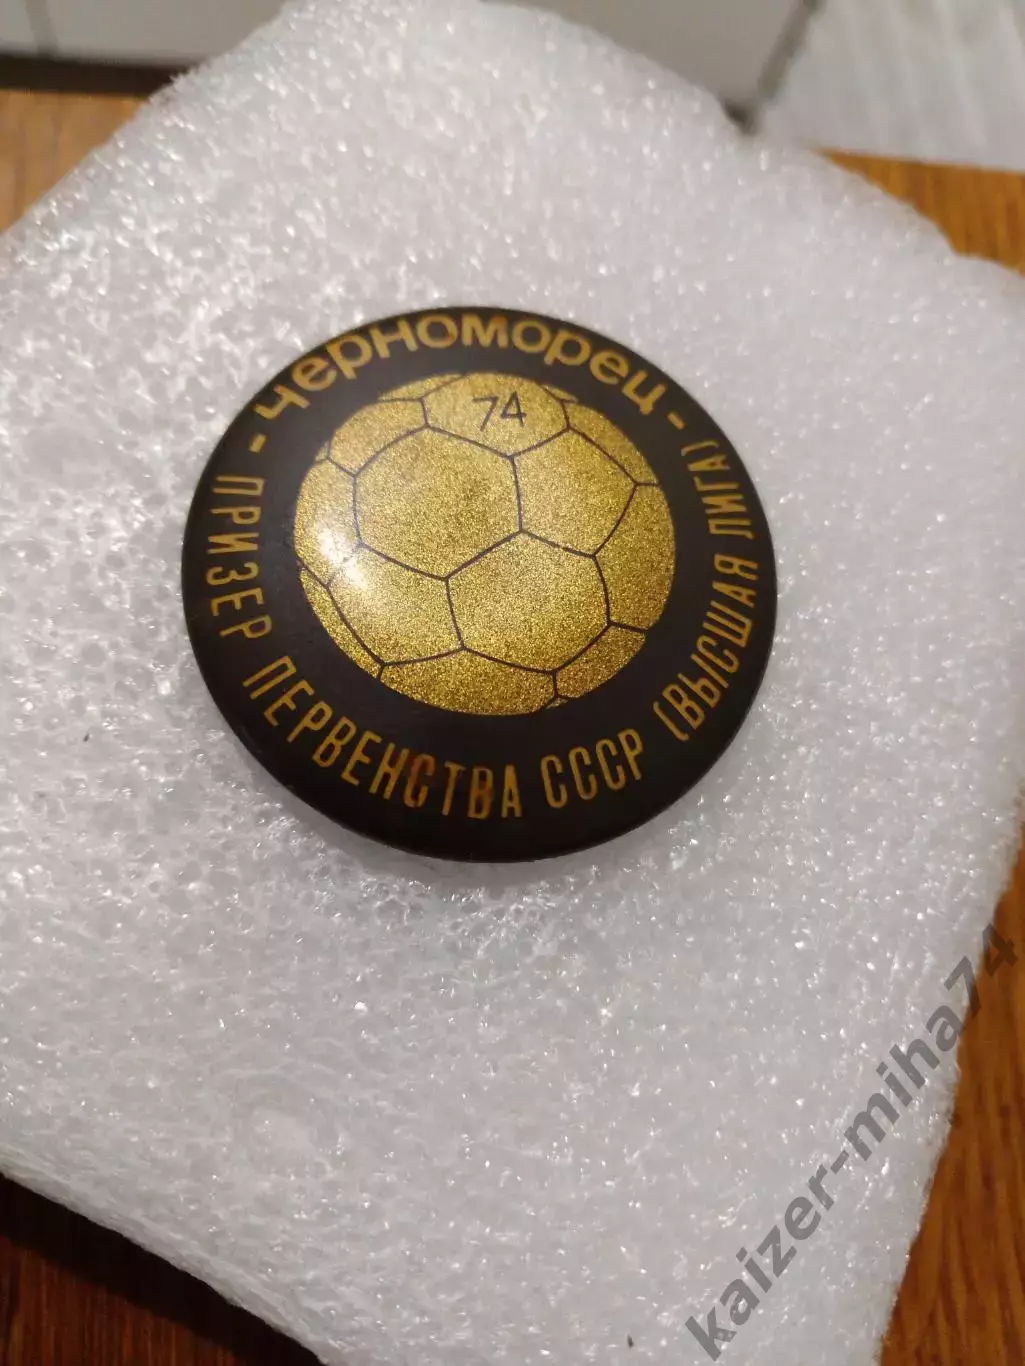 - черноморец -
74
ПРИЗЕР ПЕРВЕНСТВА СССР (ВЫСШАЯ ЛИГА)
kaizer-miha74